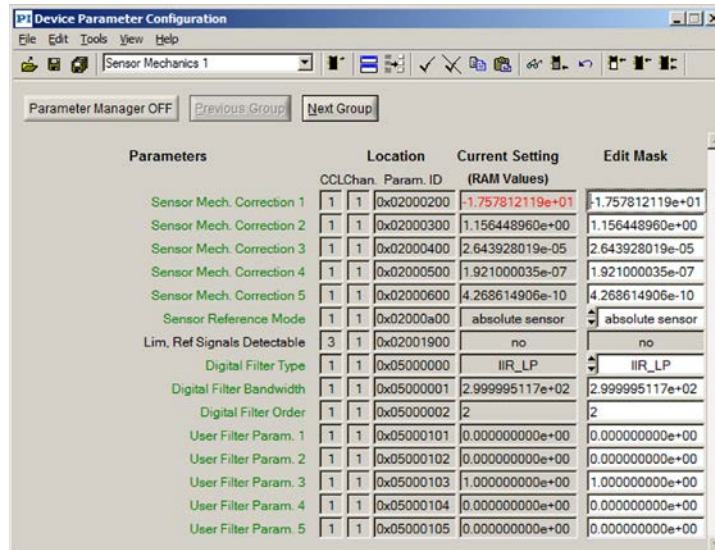 PI Device Parameter Configuration
File Edit Tools View Help
Sensor Mechanics 1
Parameter Manager OFF Previous Group Next Group
Parameters Location Current Setting Edit Mask
CCL Chan. Param. ID (RAM Values)
Sensor Mech. Correction 1 1 1 0x02000200 -1.757812119e+01 -1.757812119e+01
Sensor Mech. Correction 2 1 1 0x02000300 1.156448960e+00 1.156448960e+00
Sensor Mech. Correction 3 1 1 0x02000400 2.643928019e-05 2.643928019e-05
Sensor Mech. Correction 4 1 1 0x02000500 1.921000035e-07 1.921000035e-07
Sensor Mech. Correction 5 1 1 0x02000600 4.268614906e-10 4.268614906e-10
Sensor Reference Mode 1 1 0x02000a00 absolute sensor absolute sensor
Lim, Ref Signals Detectable 3 1 0x02001900 no no
Digital Filter Type 1 1 0x05000000 IIR_LP IIR_LP
Digital Filter Bandwidth 1 1 0x05000001 2.999995117e+02 2.999995117e+02
Digital Filter Order 1 1 0x05000002 2 2
User Filter Param. 1 1 1 0x05000101 0.000000000e+00 0.000000000e+00
User Filter Param. 2 1 1 0x05000102 0.000000000e+00 0.000000000e+00
User Filter Param. 3 1 1 0x05000103 1.000000000e+00 1.000000000e+00
User Filter Param. 4 1 1 0x05000104 0.000000000e+00 0.000000000e+00
User Filter Param. 5 1 1 0x05000105 0.000000000e+00 0.000000000e+00